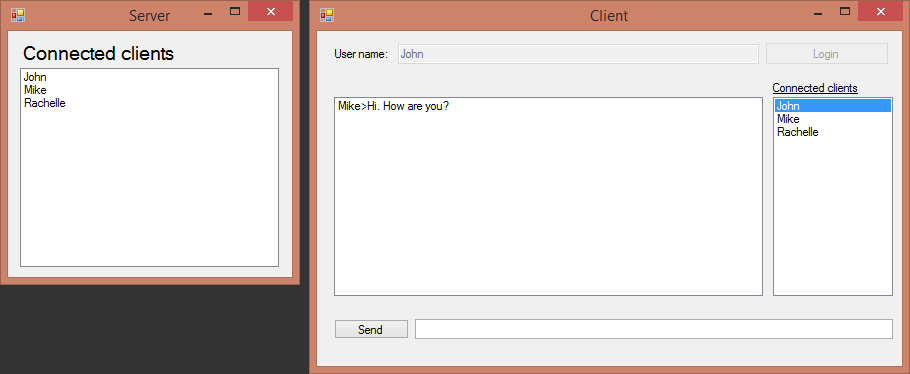 Server
Connected clients
John
Mike
Rachelle
Client
User name:
John
Login
Connected clients
Mike>Hi. How are you?
John
Mike
Rachelle
Send